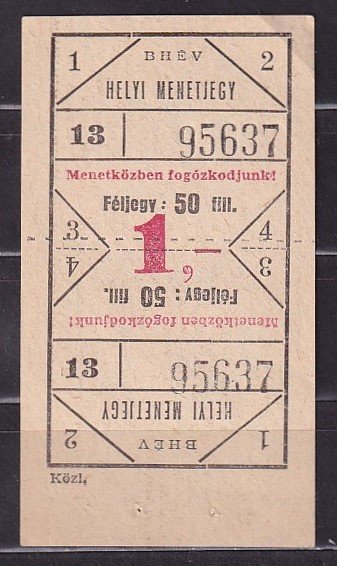 1 BHÉV 2
HELYI MENETJEGY
13 95637
Menetközben fogózkodjunk!
Féljegy: 50 fill.
3 1,— 4
4 6 3
Féljegy: 50 fill.
Menetközben fogózkodjunk!
13 95637
HELYI MENETJEGY
2 BHÉV 1
Közl,